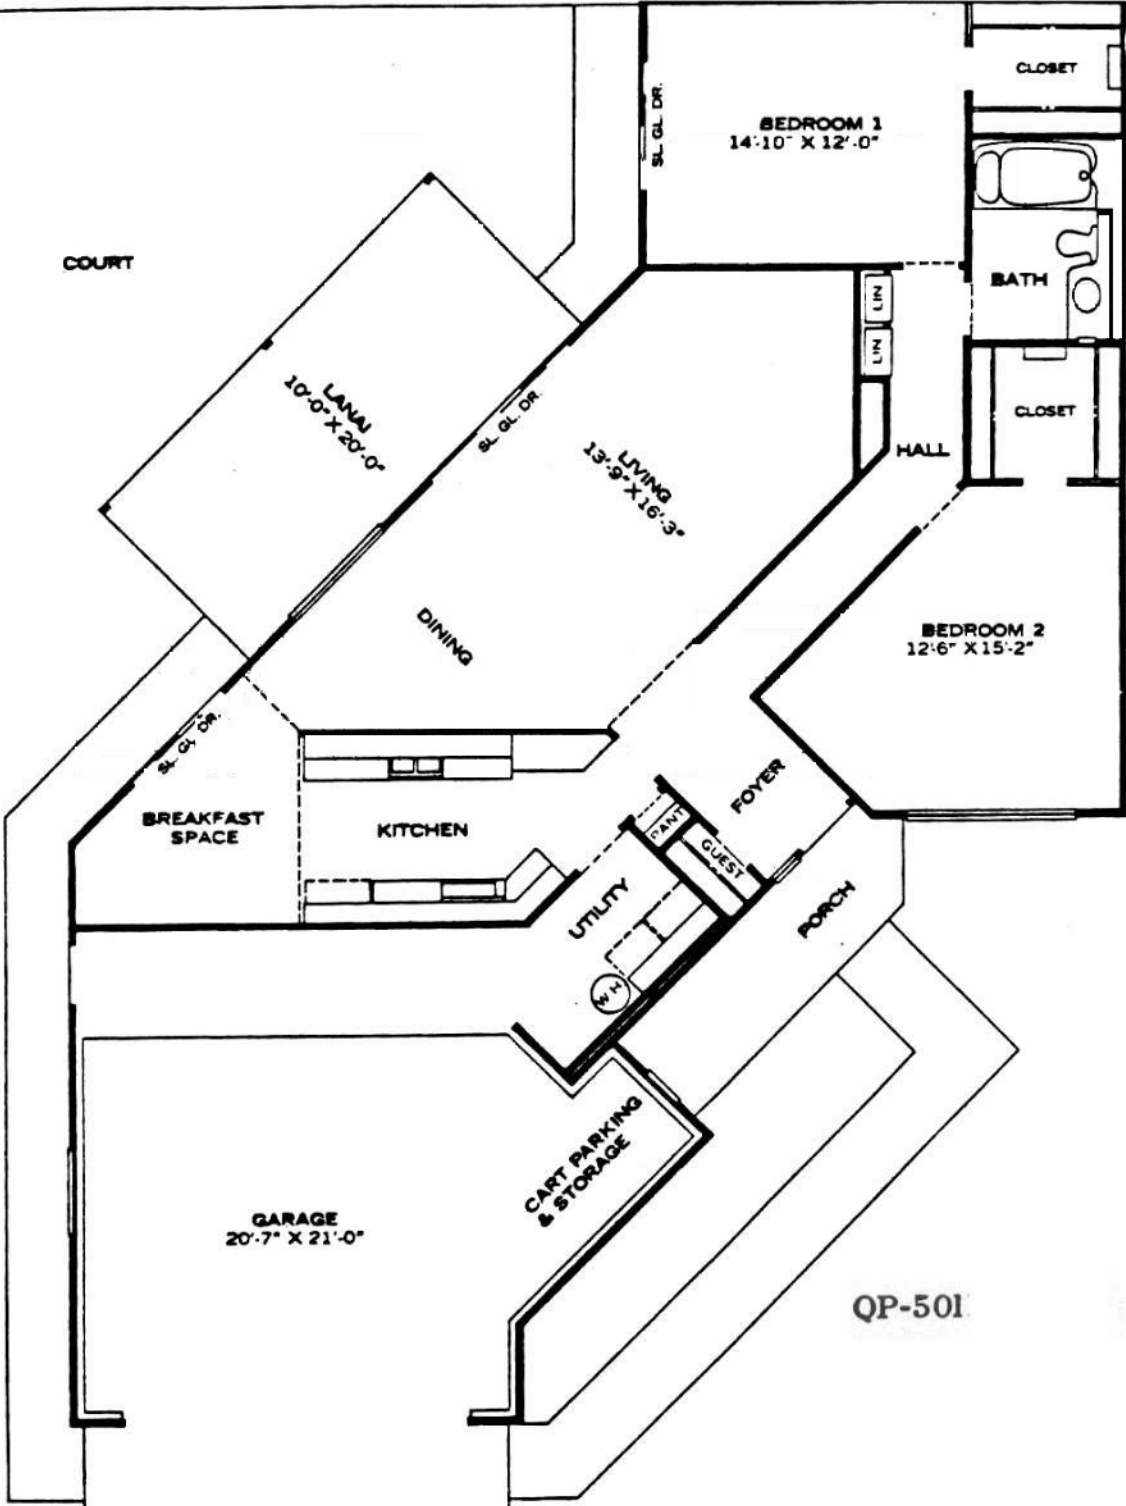 CLOSET
SL. GL. DR.
BEDROOM 1
14'-10" X 12'-0"
COURT
BATH
LIN
LIN
LANAI
10'-0" X 20'-0"
SL. GL. DR.
CLOSET
LIVING
13'-9" X 16'-3"
HALL
DINING
BEDROOM 2
12'-6" X 15'-2"
SL. GL. DR.
BREAKFAST
SPACE
KITCHEN
FOYER
PANT
GUEST
UTILITY
PORCH
W H
CART PARKING
& STORAGE
GARAGE
20'-7" X 21'-0"
QP-501